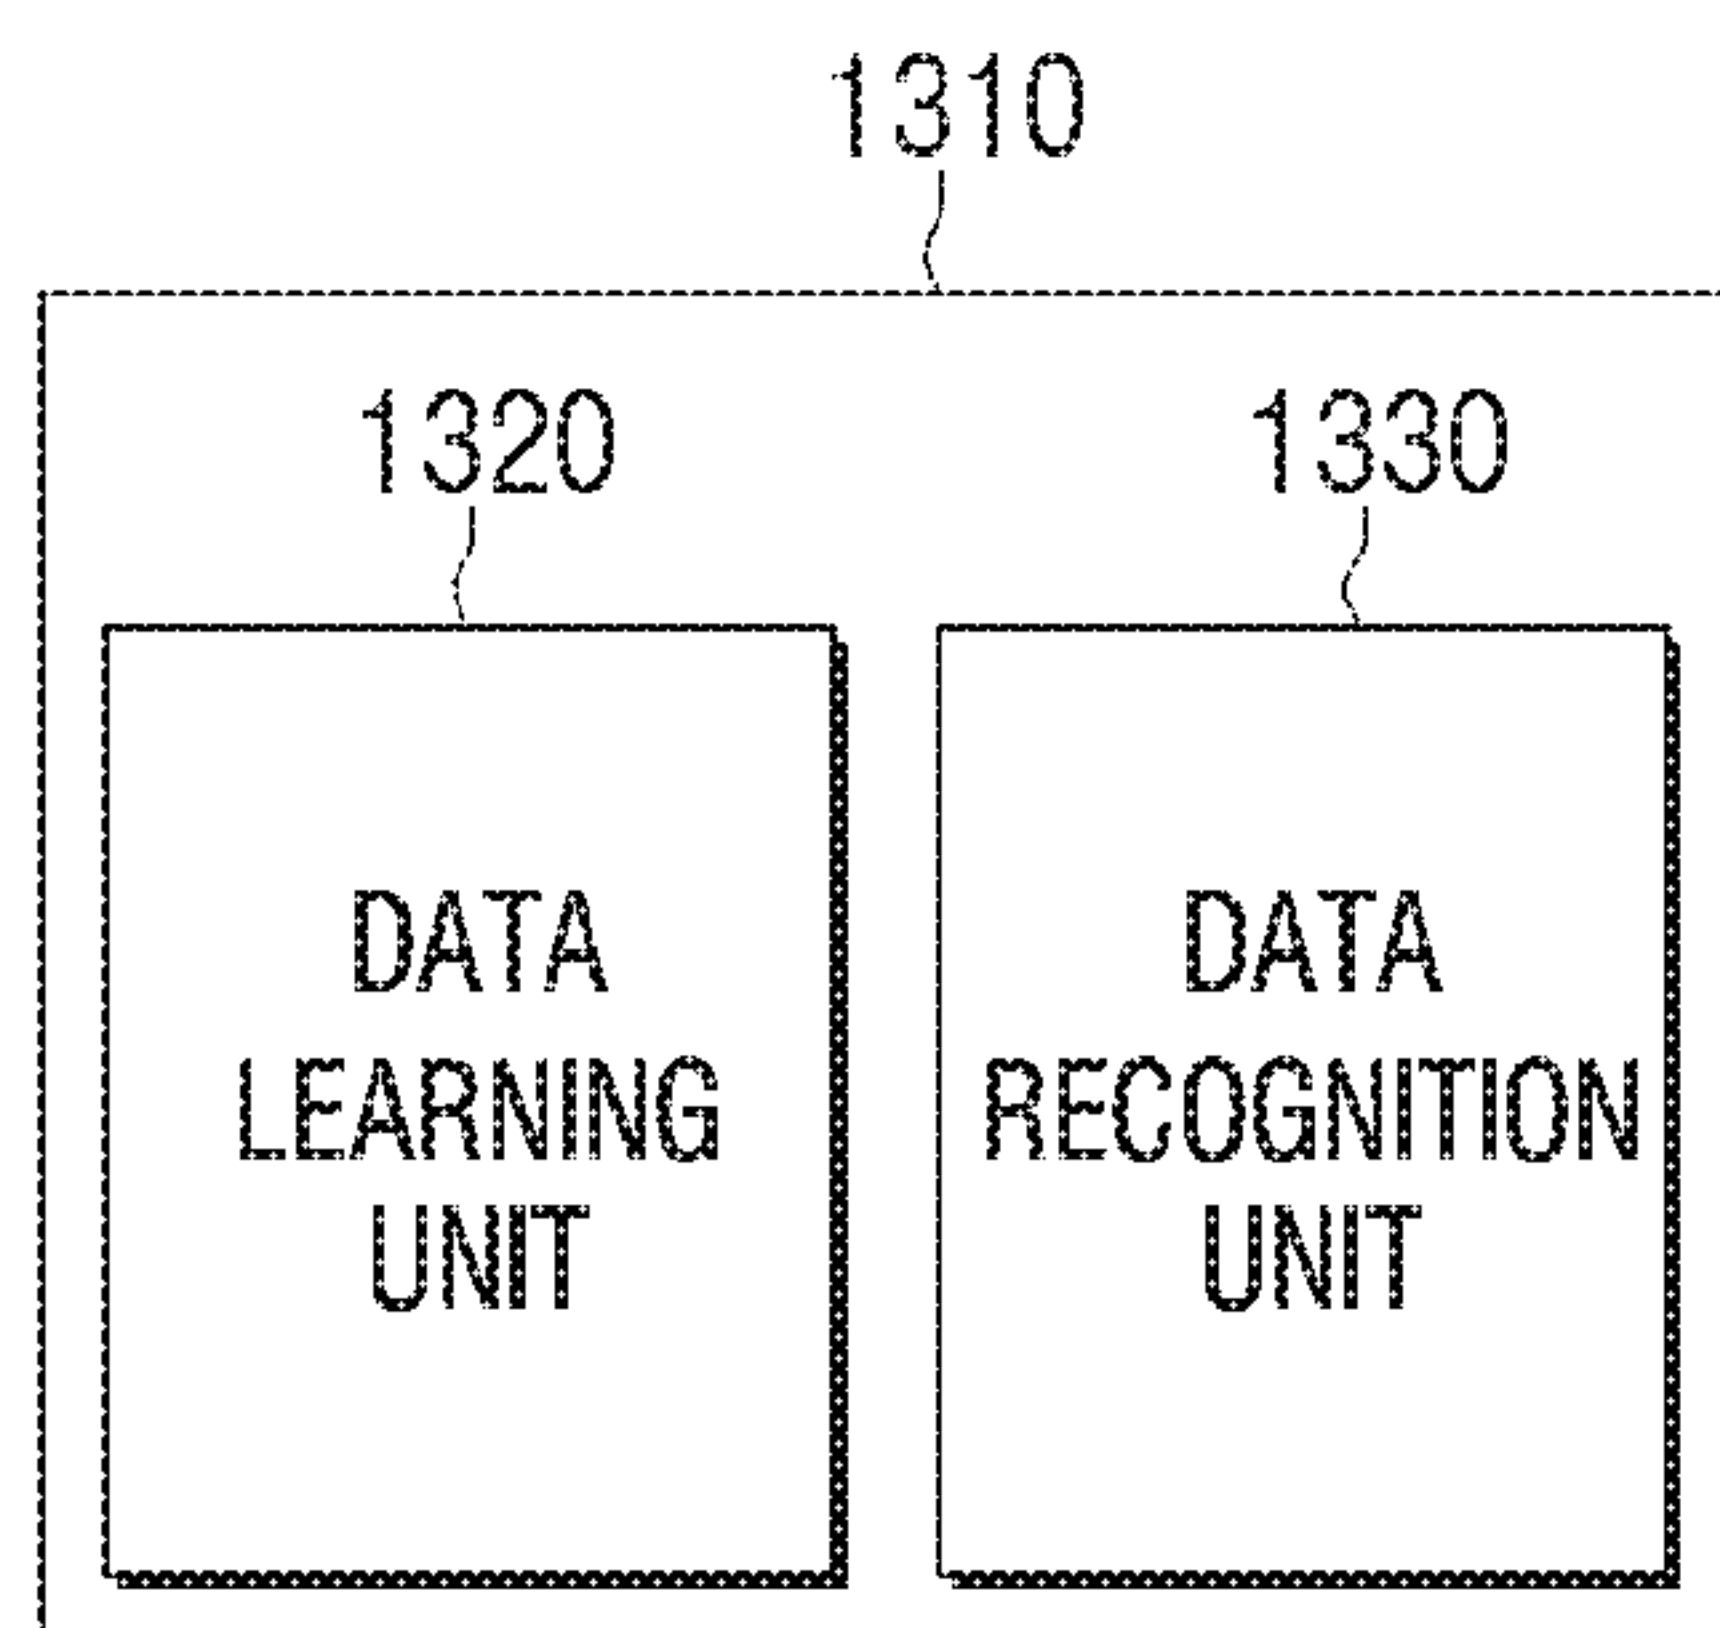 1310
1320
1330
DATA
LEARNING
UNIT
DATA
RECOGNITION
UNIT